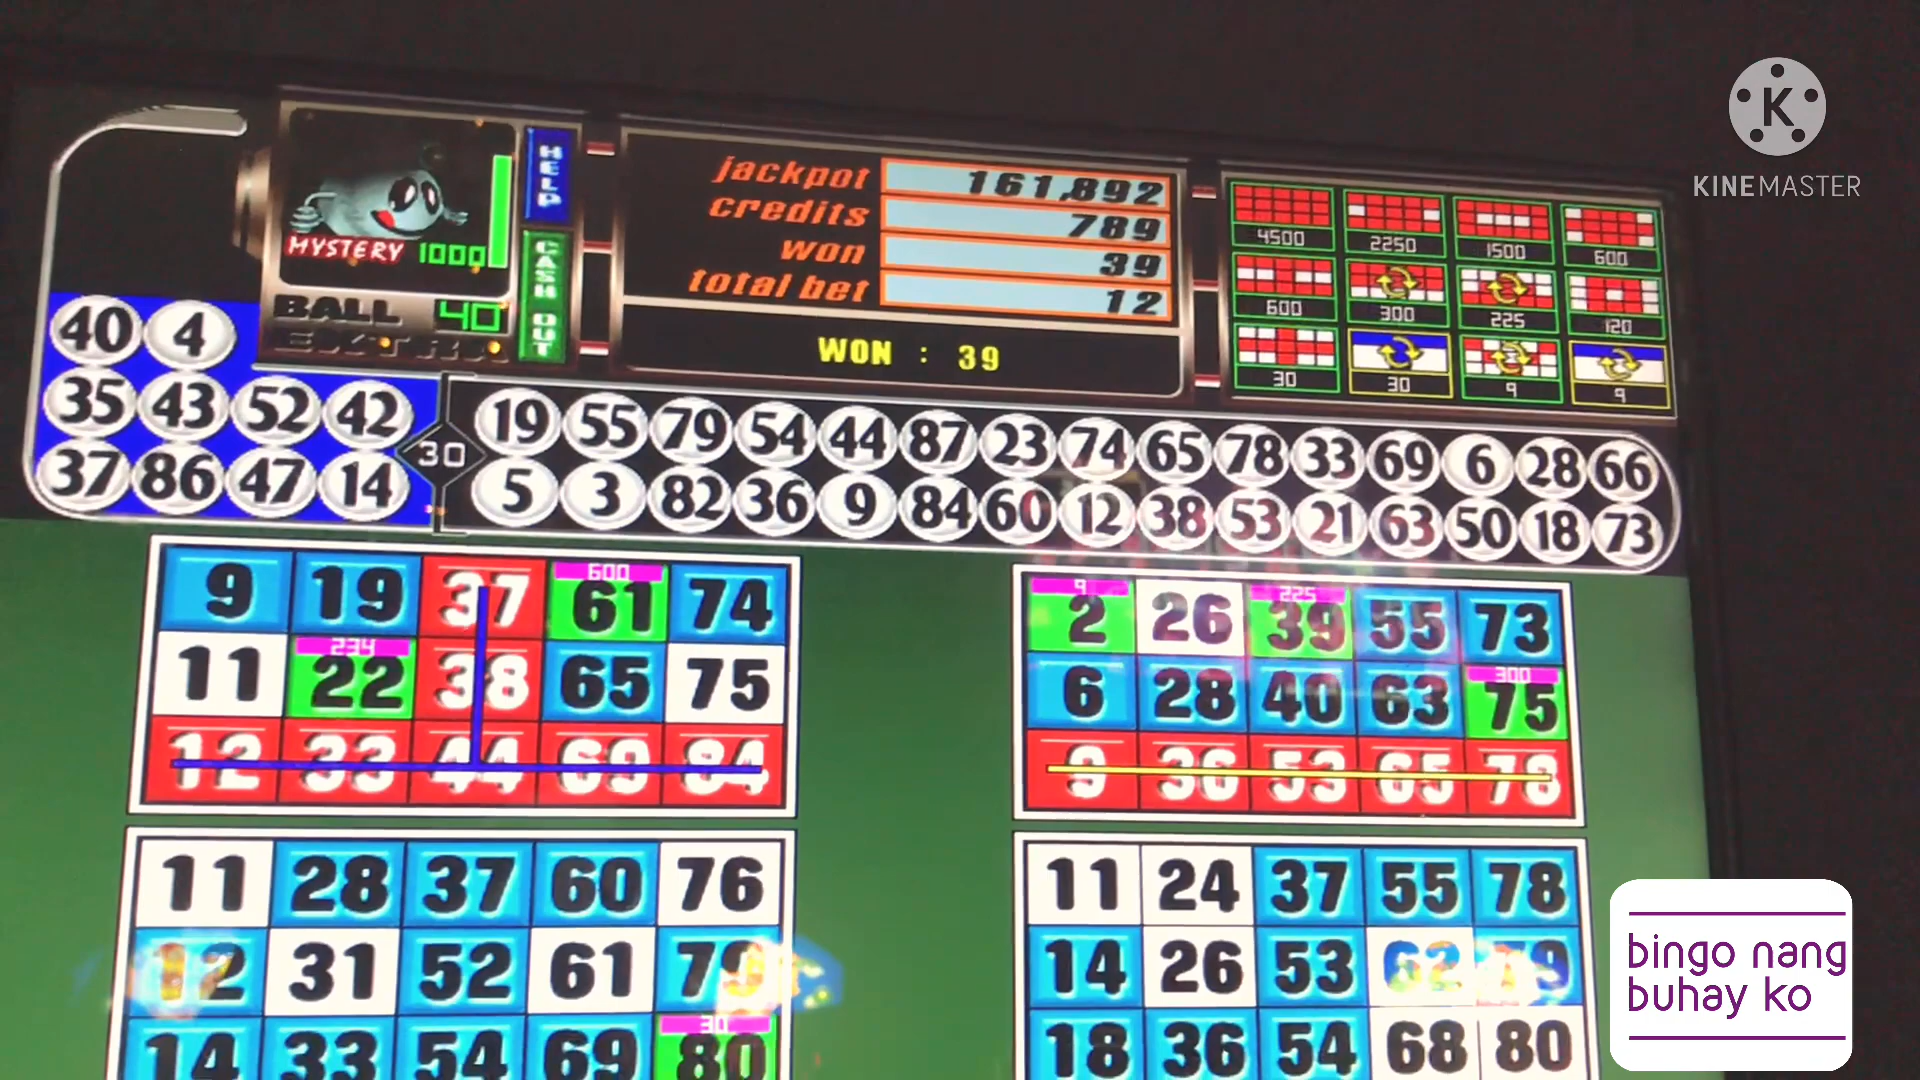 KINEMASTER
MYSTERY 1000
BALL 40
EXTRA
HELP
CASH OUT
jackpot 161,892
credits 789
won 39
total bet 12
WON : 39
4500 2250 1500 600
600 300 225 120
30 30 9 9
40 4
35 43 52 42
37 86 47 14
30
19 55 79 54 44 87 23 74 65 78 33 69 6 28 66
5 3 82 36 9 84 60 12 38 53 21 63 50 18 73
600
9 19 37 61 74
234
11 22 38 65 75
12 33 44 69 84
9 225
2 26 39 55 73
300
6 28 40 63 75
9 36 53 65 78
11 28 37 60 76
12 31 52 61 79
30
14 33 54 69 80
11 24 37 55 78
14 26 53 62
18 36 54 68 80
bingo nang
buhay ko